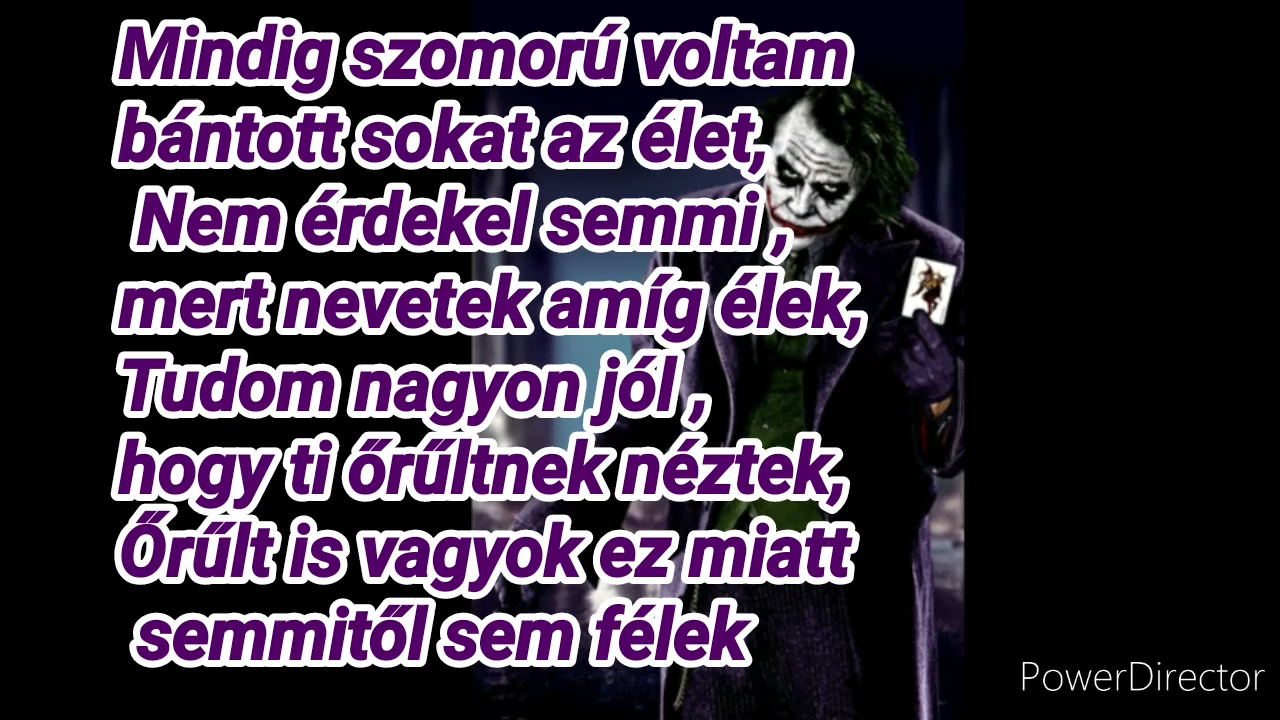 Mindig szomorú voltam
bántott sokat az élet,
Nem érdekel semmi ,
mert nevetek amíg élek,
Tudom nagyon jól ,
hogy ti őrűltnek néztek,
Őrűlt is vagyok ez miatt
semmitől sem félek
PowerDirector